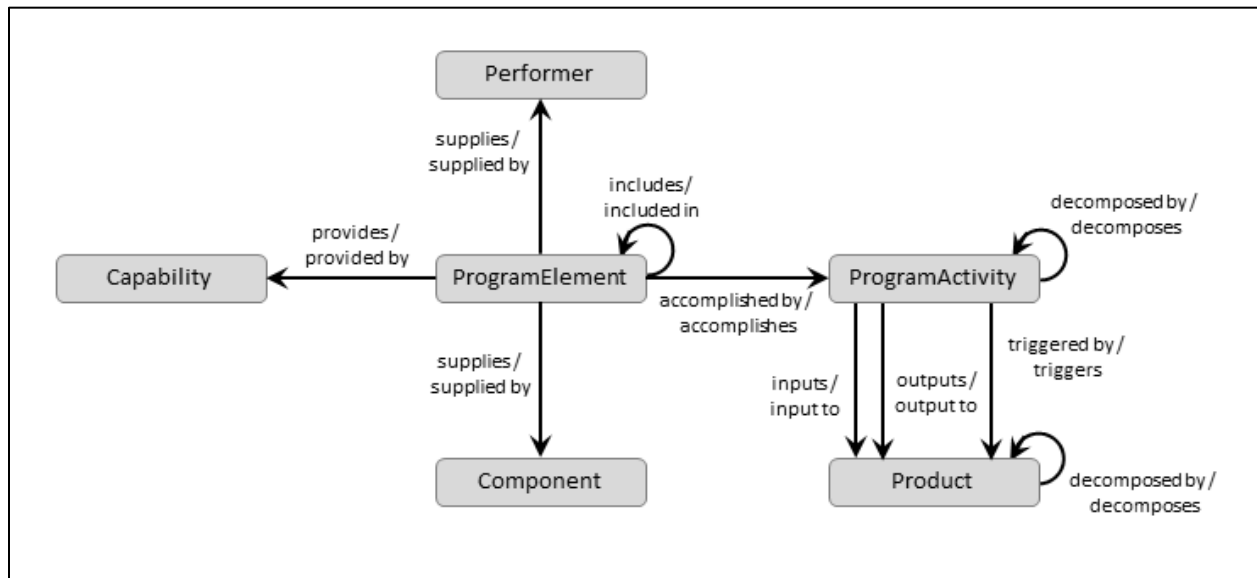 Performer
supplies /
supplied by
includes /
included in
decomposed by /
decomposes
provides /
provided by
Capability
ProgramElement
ProgramActivity
accomplished by /
accomplishes
supplies /
supplied by
inputs /
input to
outputs /
output to
triggered by /
triggers
Component
Product
decomposed by /
decomposes